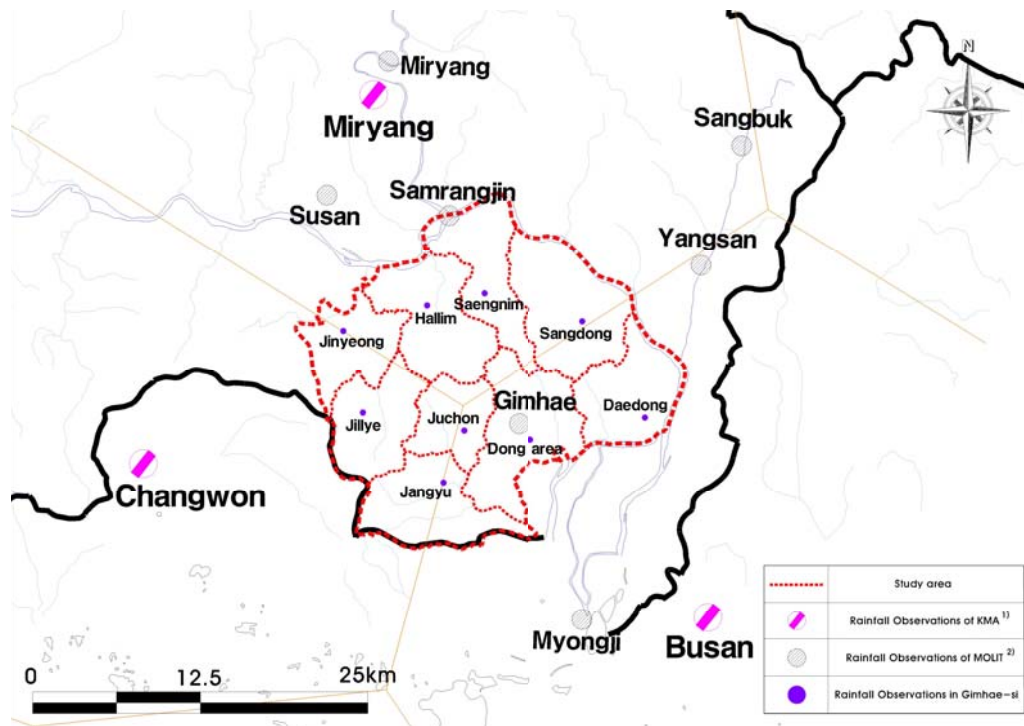 N
Miryang
Miryang
Sangbuk
Samrangjin
Susan
Yangsan
Saengnim
Hallim
Sangdong
Jinyeong
Gimhae
Daedong
Juchon
Jillye
Dong area
Jangyu
Changwon
Myongji
Busan
0 12.5 25km
Study area
Rainfall Observations of KMA 1)
Rainfall Observations of MOLIT 2)
Rainfall Observations in Gimhae-si